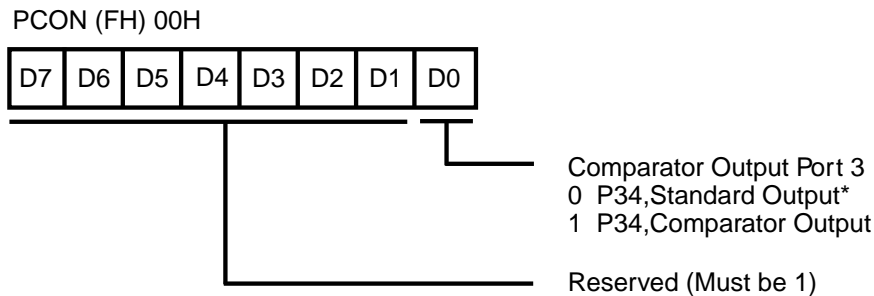 PCON (FH) 00H
D7 D6 D5 D4 D3 D2 D1 D0
Comparator Output Port 3
0 P34,Standard Output*
1 P34,Comparator Output
Reserved (Must be 1)